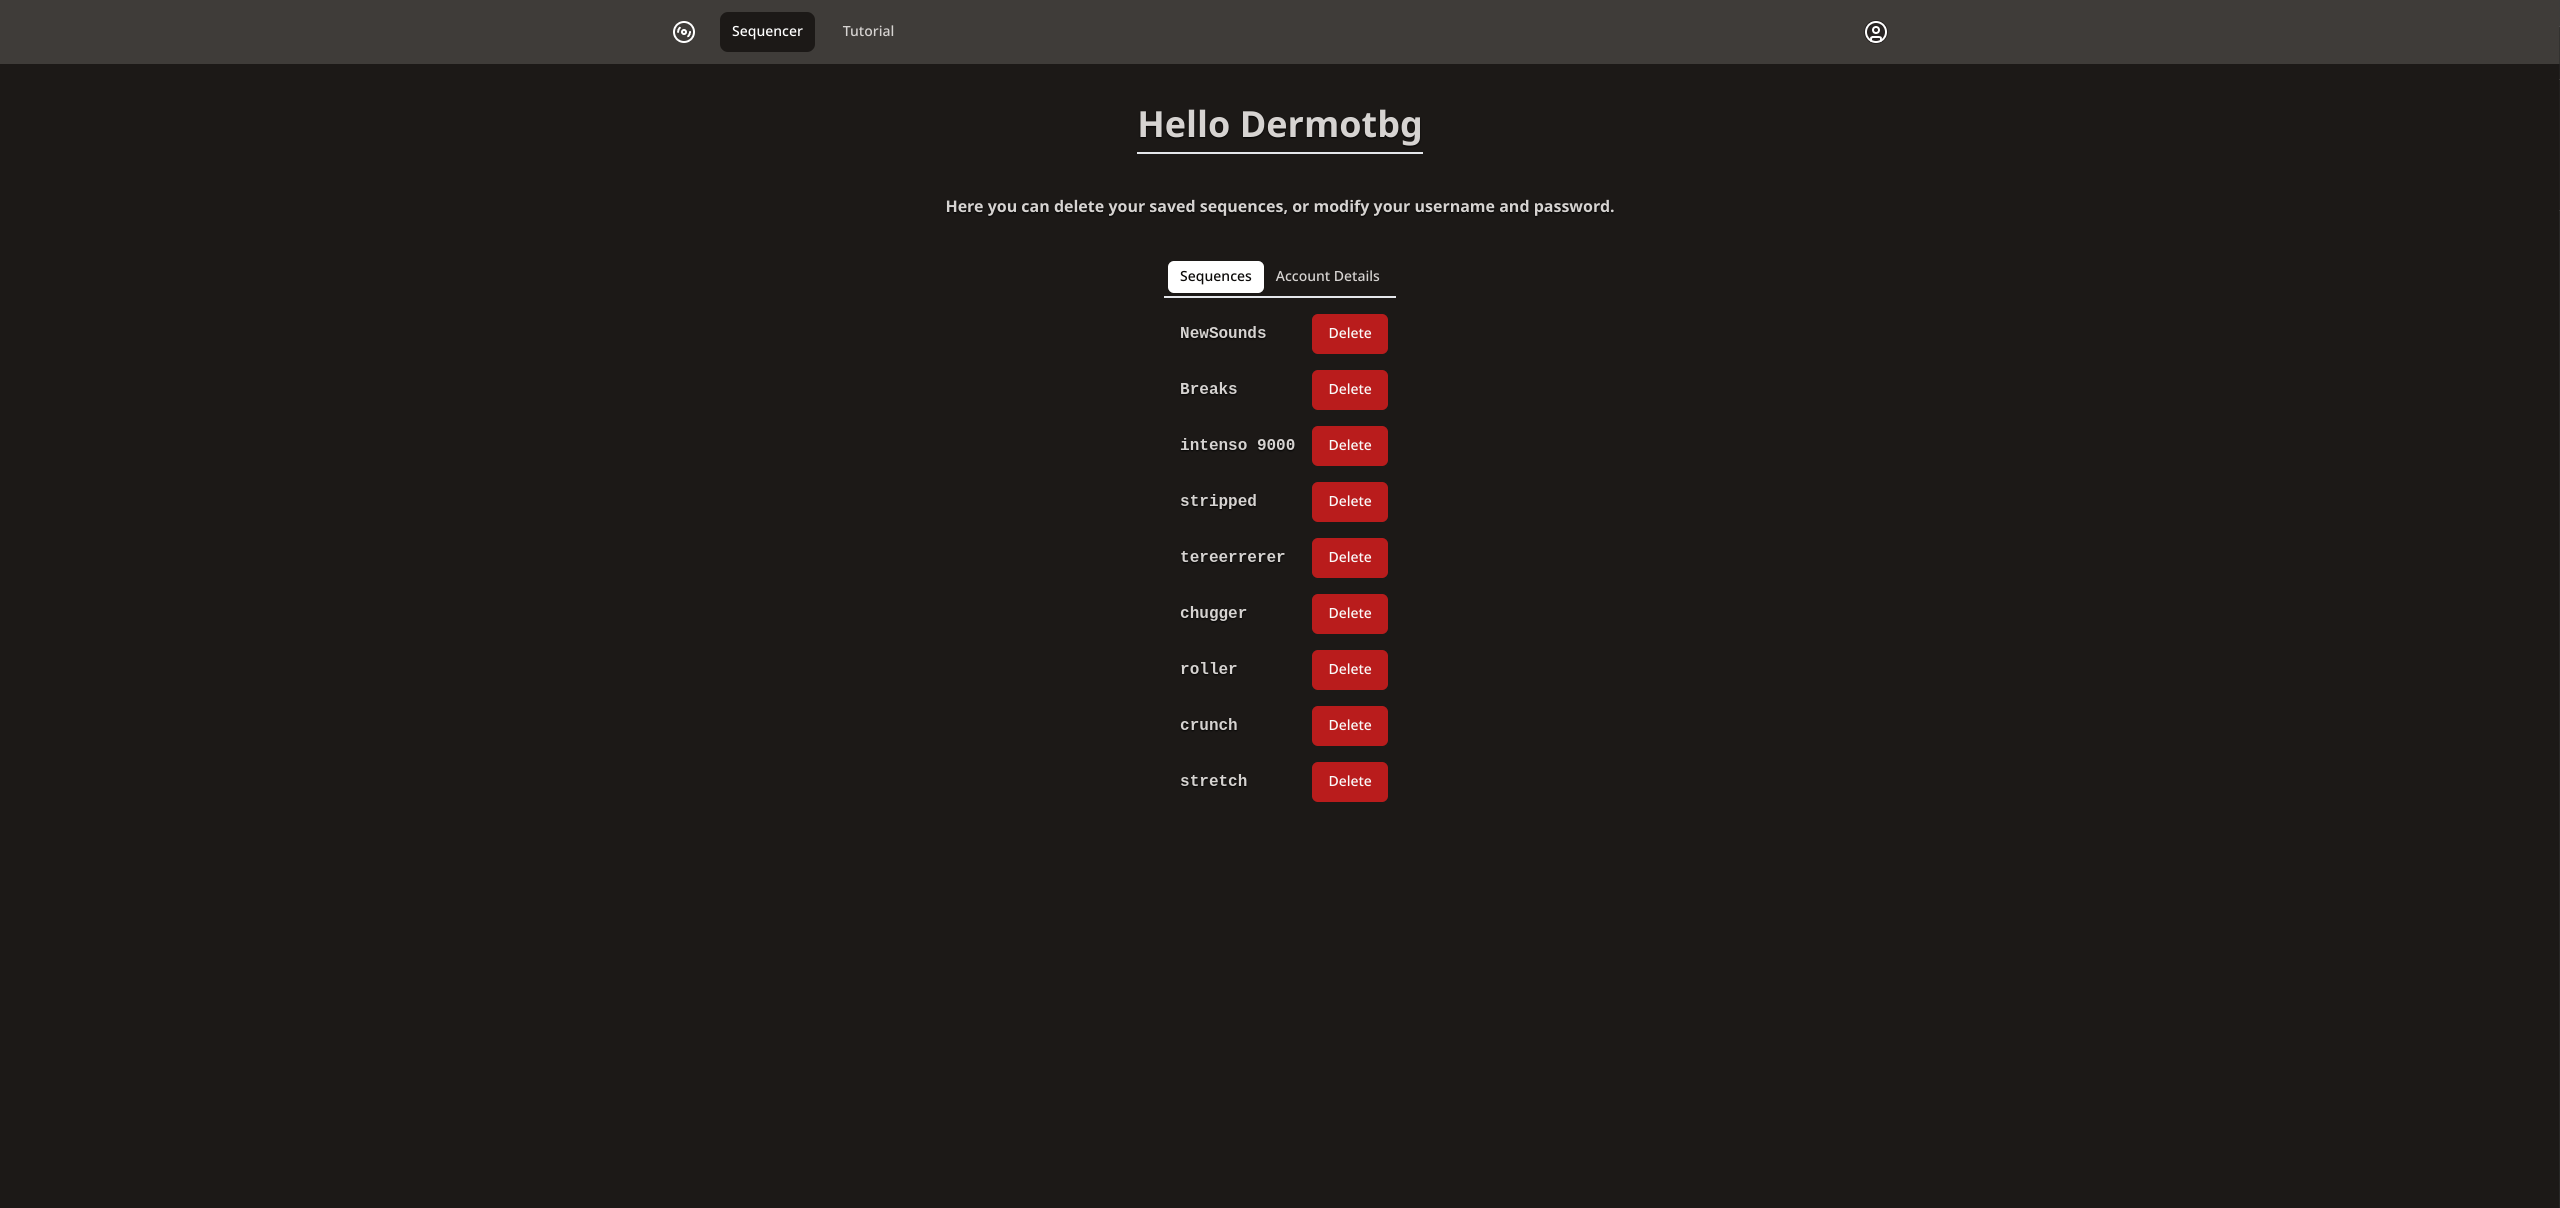 Sequencer Tutorial
Hello Dermotbg
Here you can delete your saved sequences, or modify your username and password.
Sequences Account Details
NewSounds Delete
Breaks Delete
intenso 9000 Delete
stripped Delete
tereerrerer Delete
chugger Delete
roller Delete
crunch Delete
stretch Delete